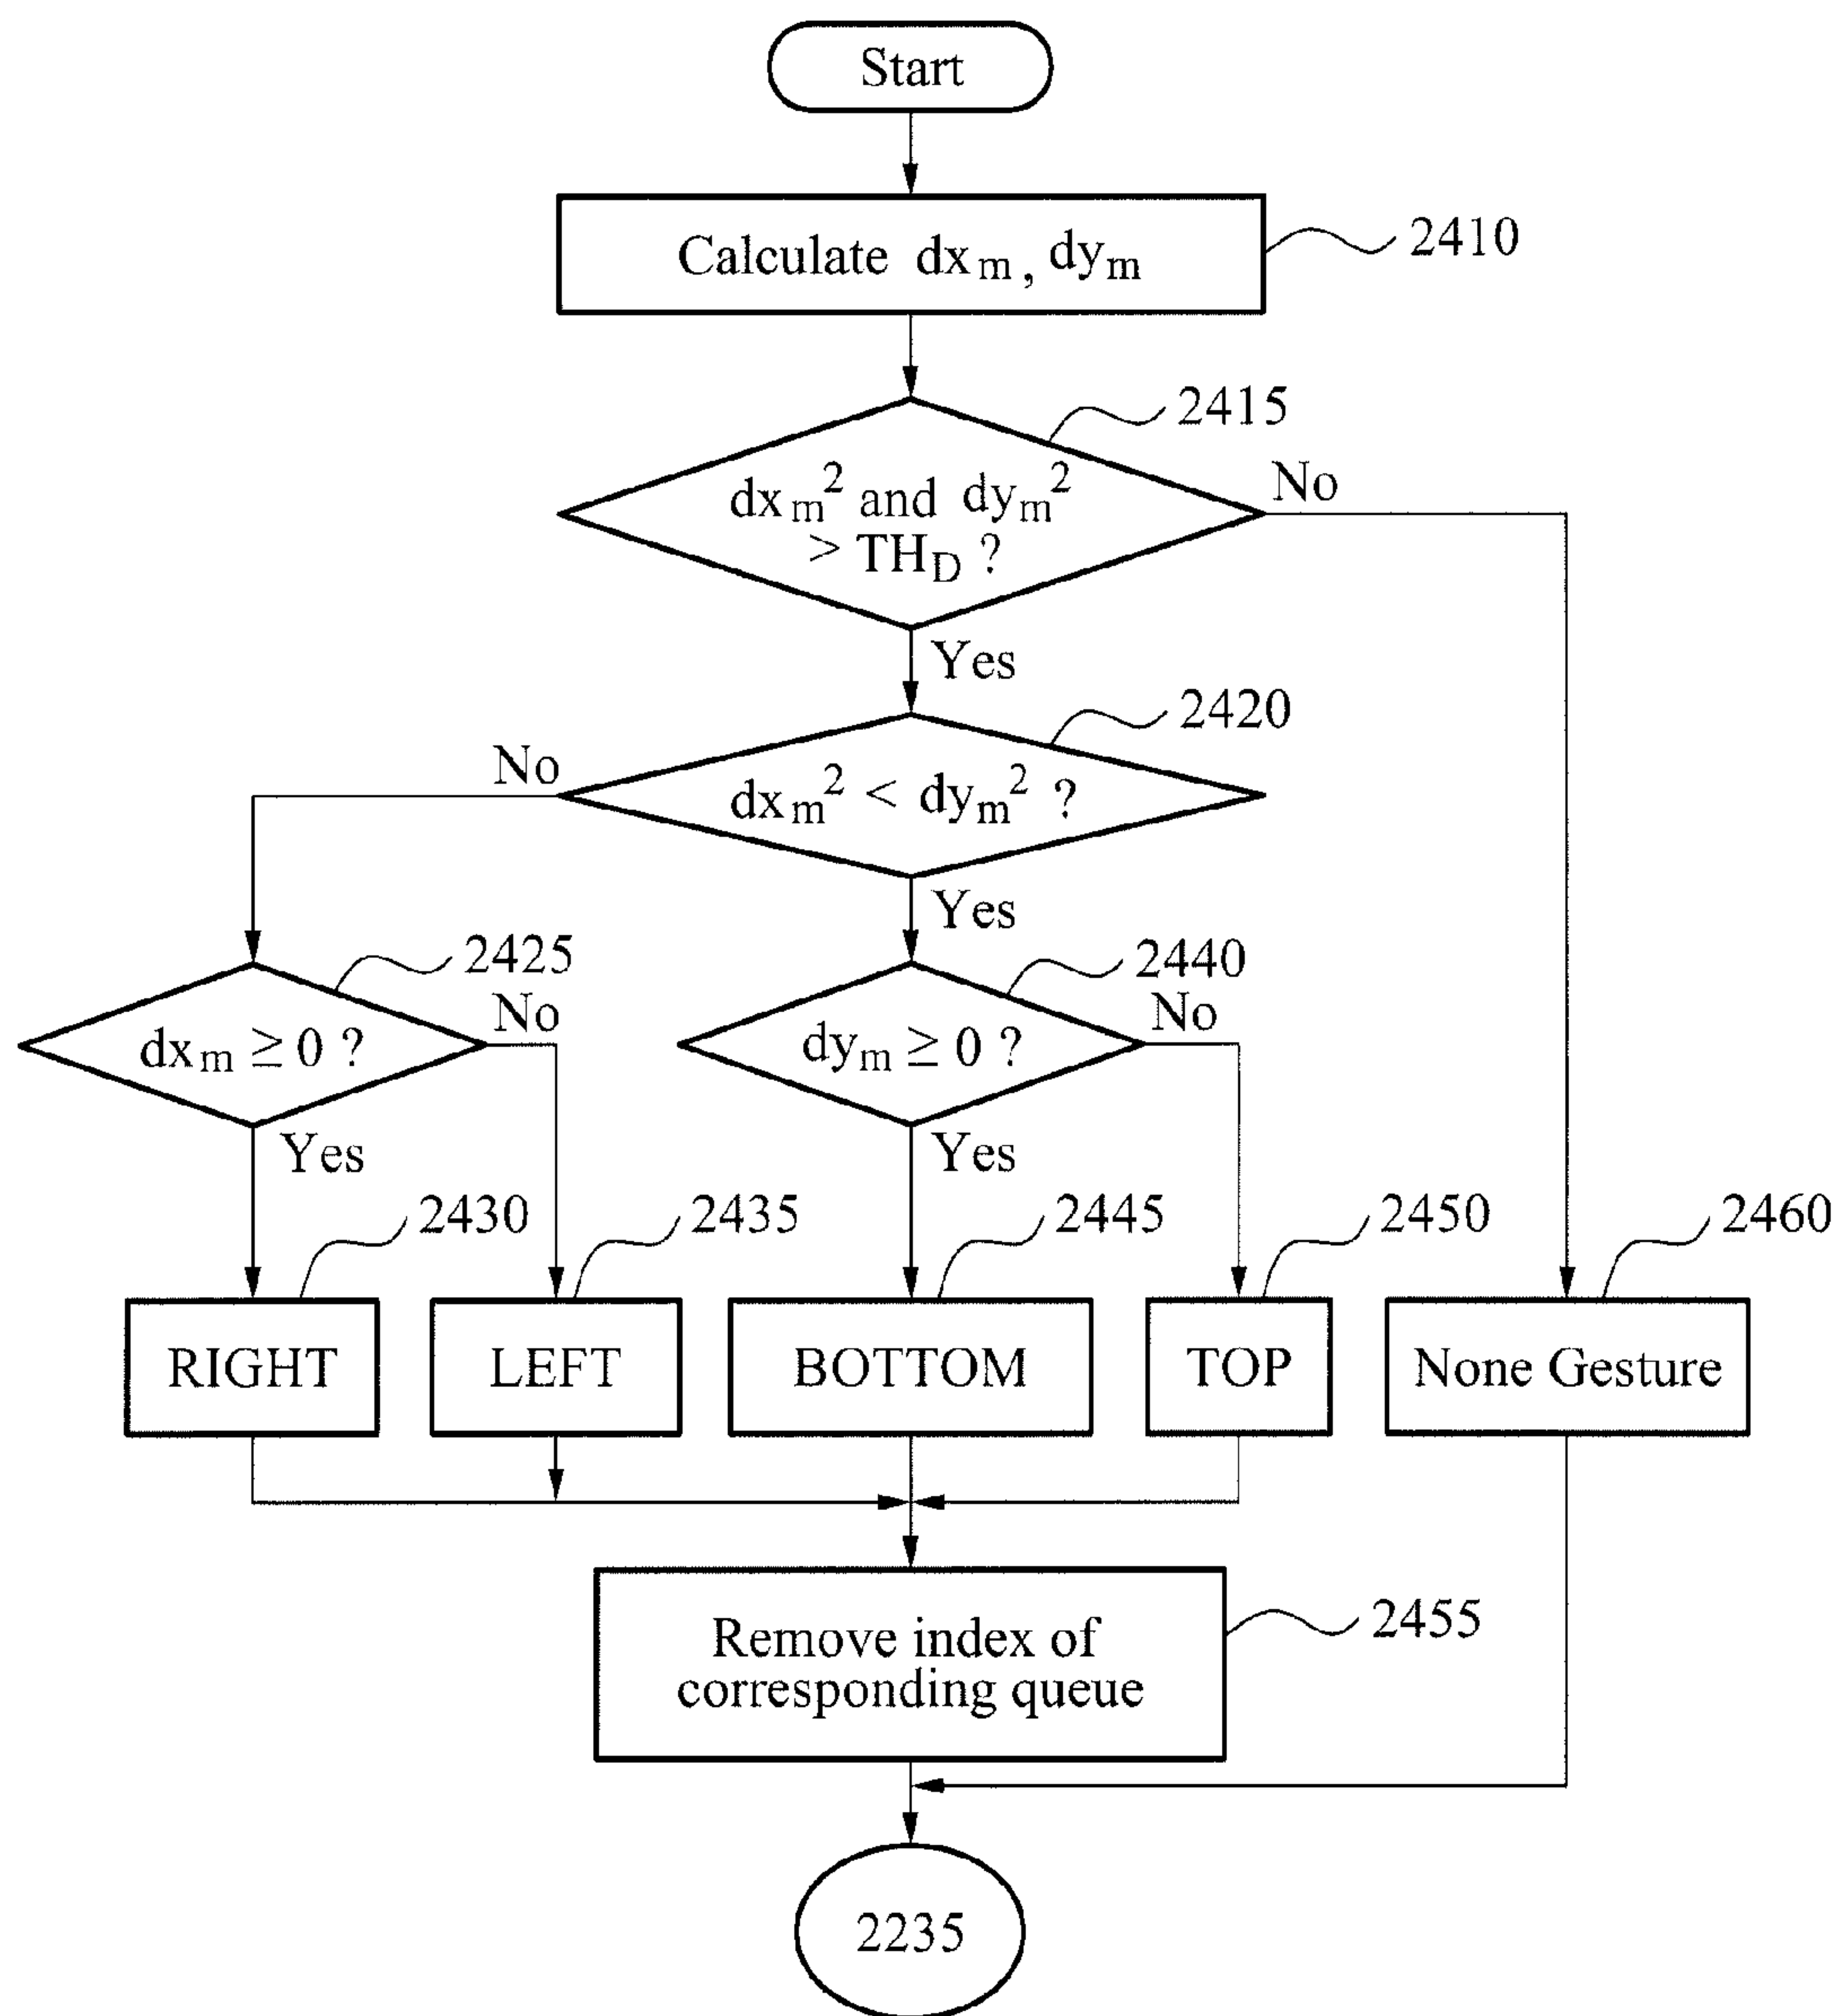 Start
Calculate dxₘ, dyₘ
2410
2415
dxₘ² and dyₘ²
> TH_D ?
No
Yes
2420
dxₘ² < dyₘ² ?
No
Yes
2425
dxₘ ≥ 0 ?
No
Yes
2440
dyₘ ≥ 0 ?
No
Yes
2430
RIGHT
2435
LEFT
2445
BOTTOM
2450
TOP
2460
None Gesture
Remove index of
corresponding queue
2455
2235